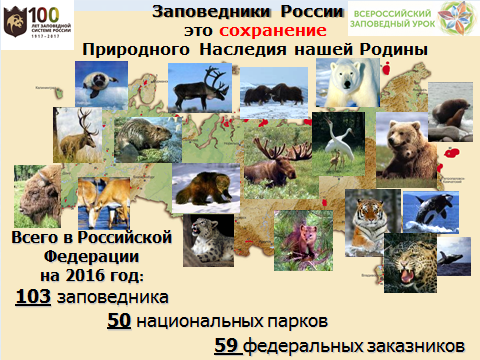 100
ЛЕТ ЗАПОВЕДНОЙ
СИСТЕМЕ РОССИИ
1917-2017
Заповедники России
это сохранение
Природного Наследия нашей Родины
ВСЕРОССИЙСКИЙ
ЗАПОВЕДНЫЙ УРОК
Всего в Российской
Федерации
на 2016 год:
103 заповедника
50 национальных парков
59 федеральных заказников